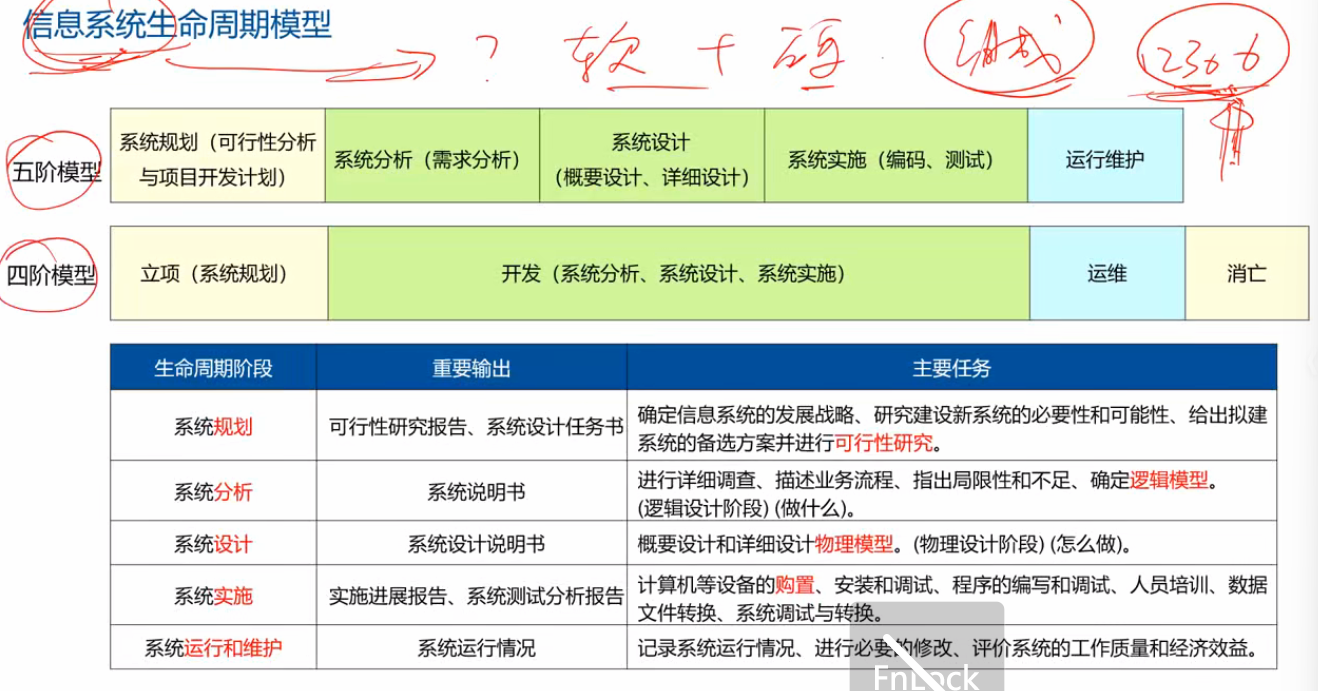 信息系统生命周期模型
? 软 + 硬 集成 12306
五阶模型
系统规划（可行性分析
与项目开发计划）
系统分析（需求分析）
系统设计
（概要设计、详细设计）
系统实施（编码、测试）
运行维护
四阶模型
立项（系统规划）
开发（系统分析、系统设计、系统实施）
运维
消亡
生命周期阶段 重要输出 主要任务
系统规划
可行性研究报告、系统设计任务书
确定信息系统的发展战略、研究建设新系统的必要性和可能性、给出拟建
系统的备选方案并进行可行性研究。
系统分析
系统说明书
进行详细调查、描述业务流程、指出局限性和不足、确定逻辑模型。
(逻辑设计阶段) (做什么)。
系统设计
系统设计说明书
概要设计和详细设计物理模型。(物理设计阶段) (怎么做)。
系统实施
实施进展报告、系统测试分析报告
计算机等设备的购置、安装和调试、程序的编写和调试、人员培训、数据
文件转换、系统调试与转换。
系统运行和维护
系统运行情况
记录系统运行情况、进行必要的修改、评价系统的工作质量和经济效益。
FnLock